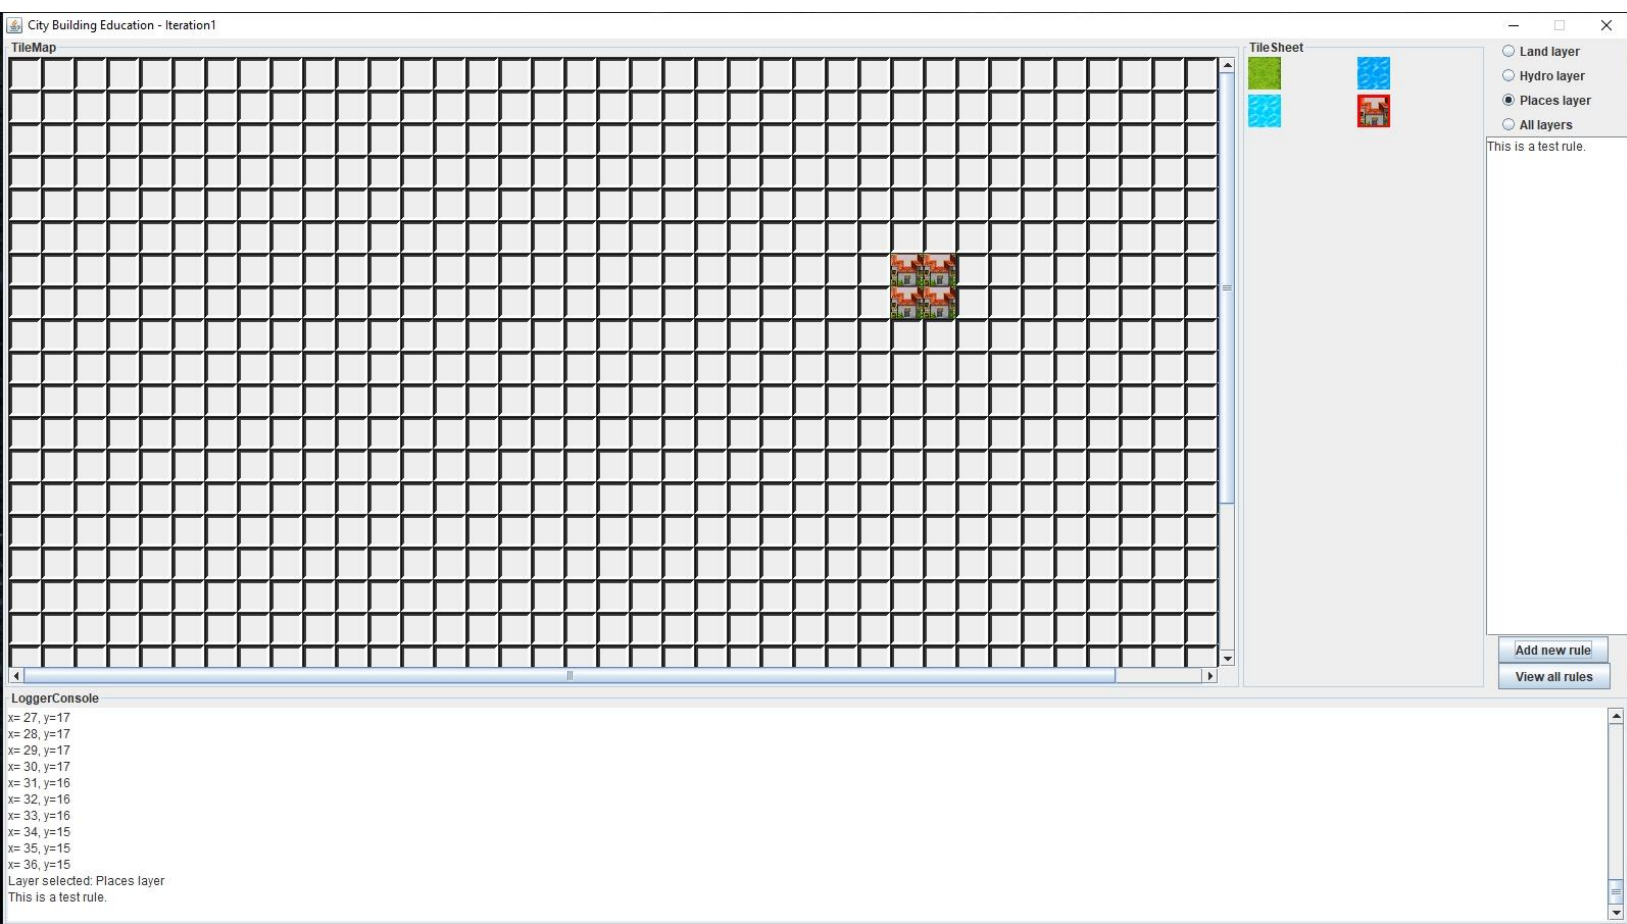 City Building Education - Iteration1
TileMap
TileSheet
Land layer
Hydro layer
Places layer
All layers
This is a test rule.
Add new rule
View all rules
LoggerConsole
x= 27, y=17
x= 28, y=17
x= 29, y=17
x= 30, y=17
x= 31, y=16
x= 32, y=16
x= 33, y=16
x= 34, y=15
x= 35, y=15
x= 36, y=15
Layer selected: Places layer
This is a test rule.